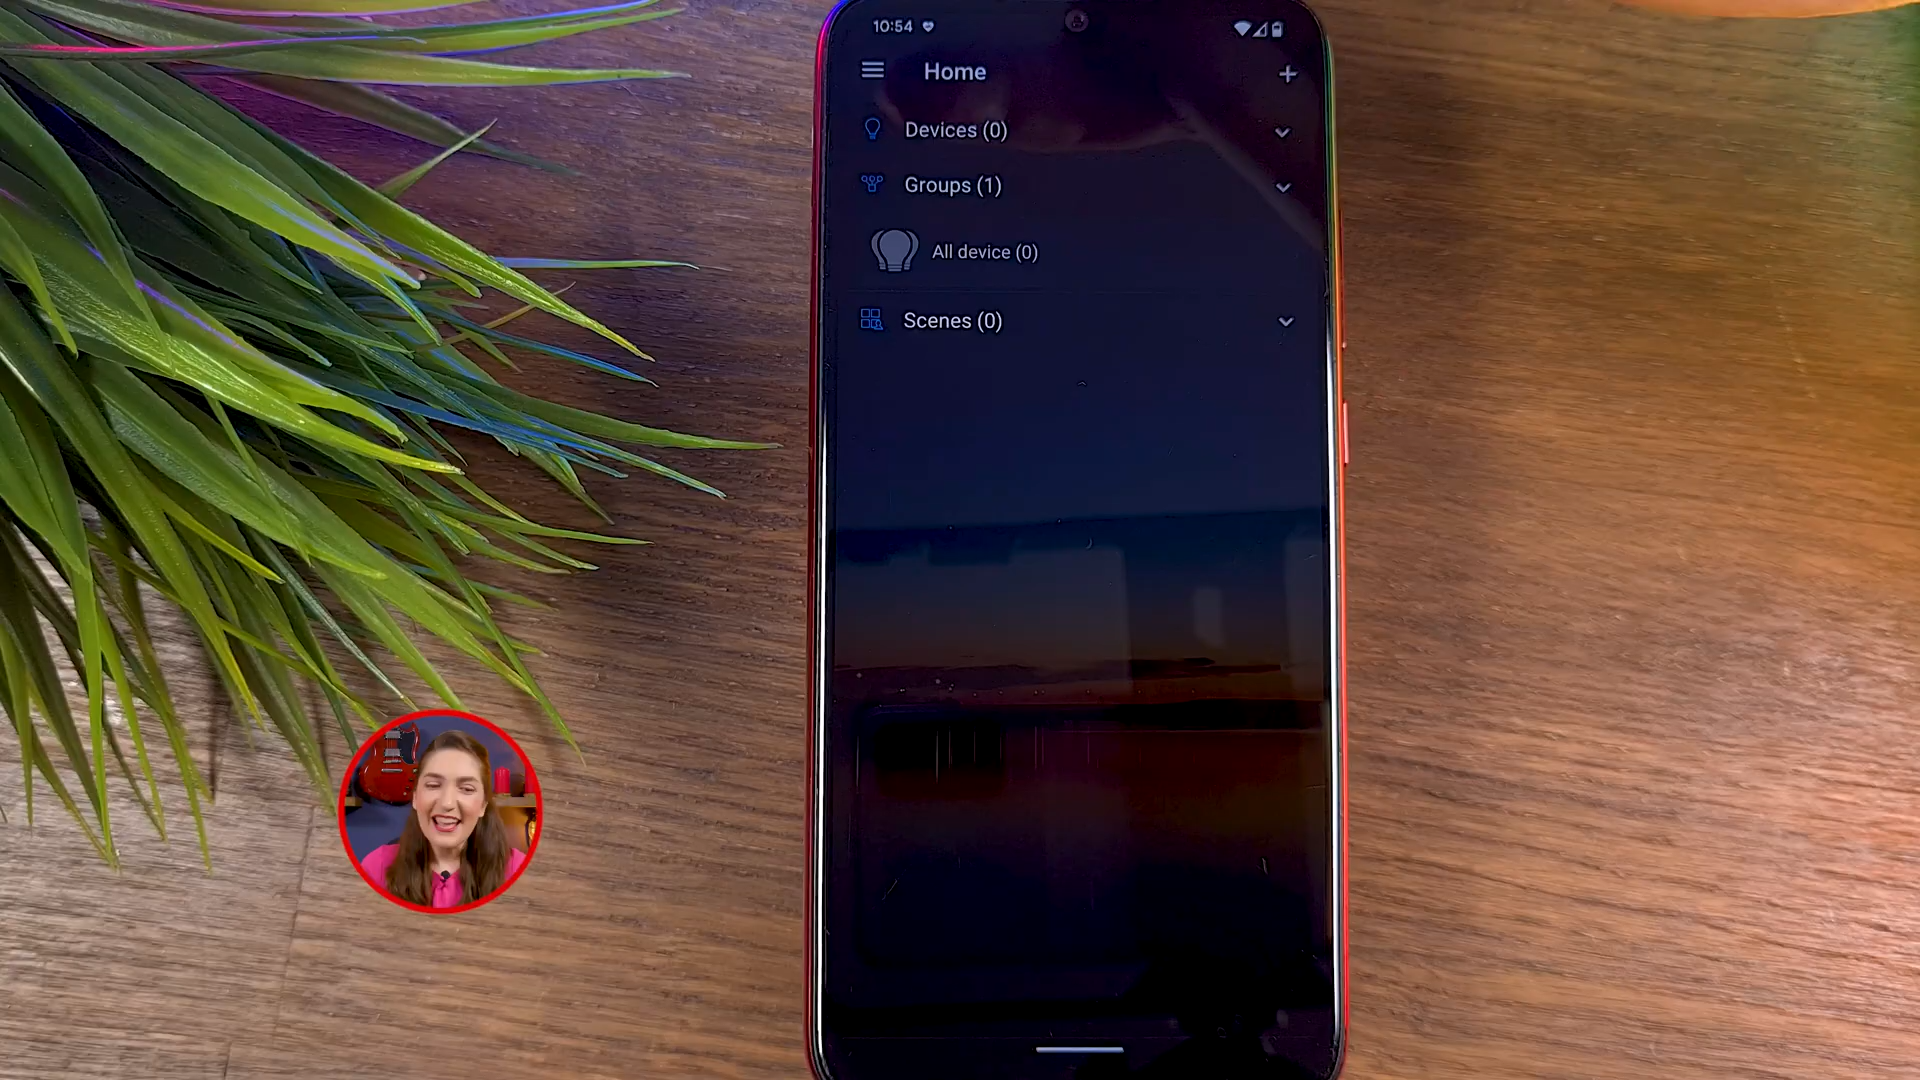 10:54
Home
Devices (0)
Groups (1)
All device (0)
Scenes (0)